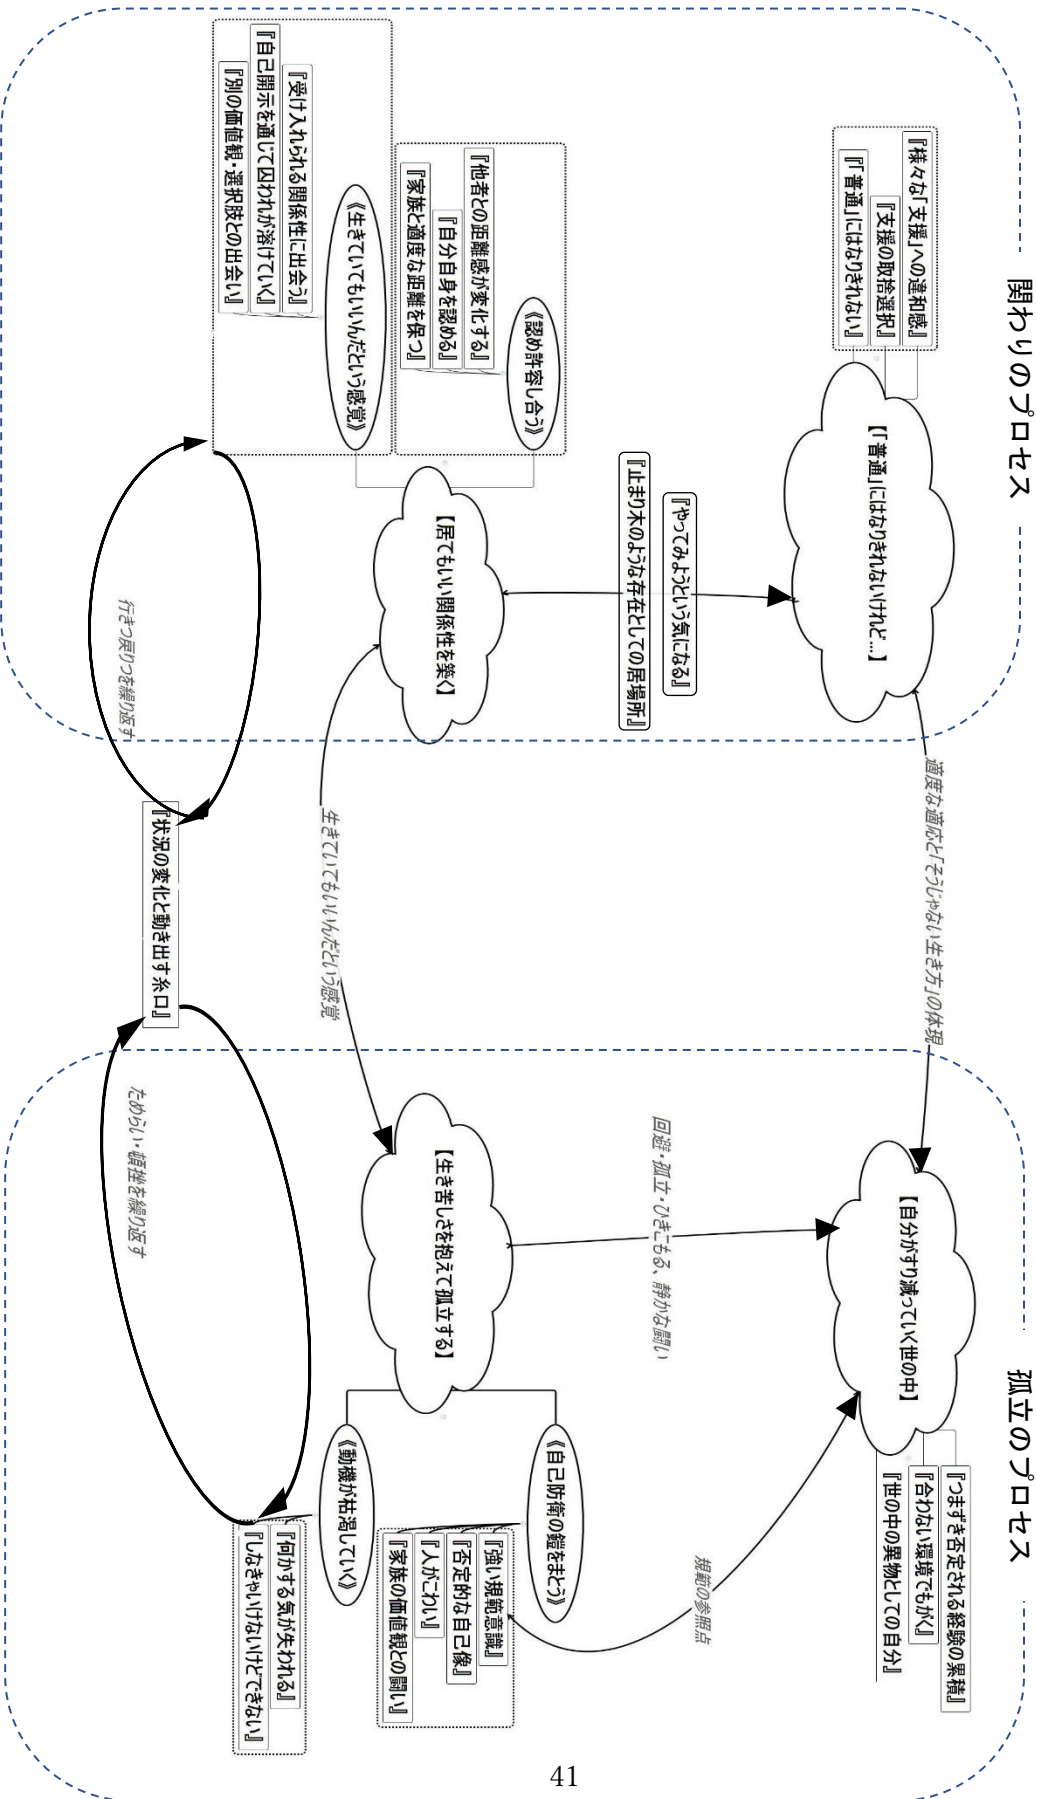 関わりのプロセス
『様々な「支援」への違和感』
『支援の取捨選択』
『「普通」にはなりきれない』
【「普通」にはなりきれないけれど…】
『やってみようという気になる』
『止まり木のような存在としての居場所』
《認め許容し合う》
『他者との距離感が変化する』
『自分自身を認める』
『家族と適度な距離を保つ』
【居てもいい関係性を築く】
《生きていてもいいんだという感覚》
『受け入れられる関係性に出会う』
『自己開示を通じて囚われが溶けていく』
『別の価値観・選択肢との出会い』
行きつ戻りつを繰り返す
適度な適応と「そうじゃない生き方」の体現
生きていてもいいんだという感覚
『状況の変化と動き出す糸口』
孤立のプロセス
【自分がすり減っていく世の中】
『つまずき否定される経験の累積』
『合わない環境でもがく』
『世の中の異物としての自分』
回避・孤立・ひきこもる、静かな闘い
規範の参照点
【生き苦しさを抱えて孤立する】
《自己防衛の鎧をまとう》
『強い規範意識』
『否定的な自己像』
『人がこわい』
『家族の価値観との闘い』
《動機が枯渇していく》
『何かする気が失われる』
『しなきゃいけないけどできない』
ためらい・頓挫を繰り返す
41